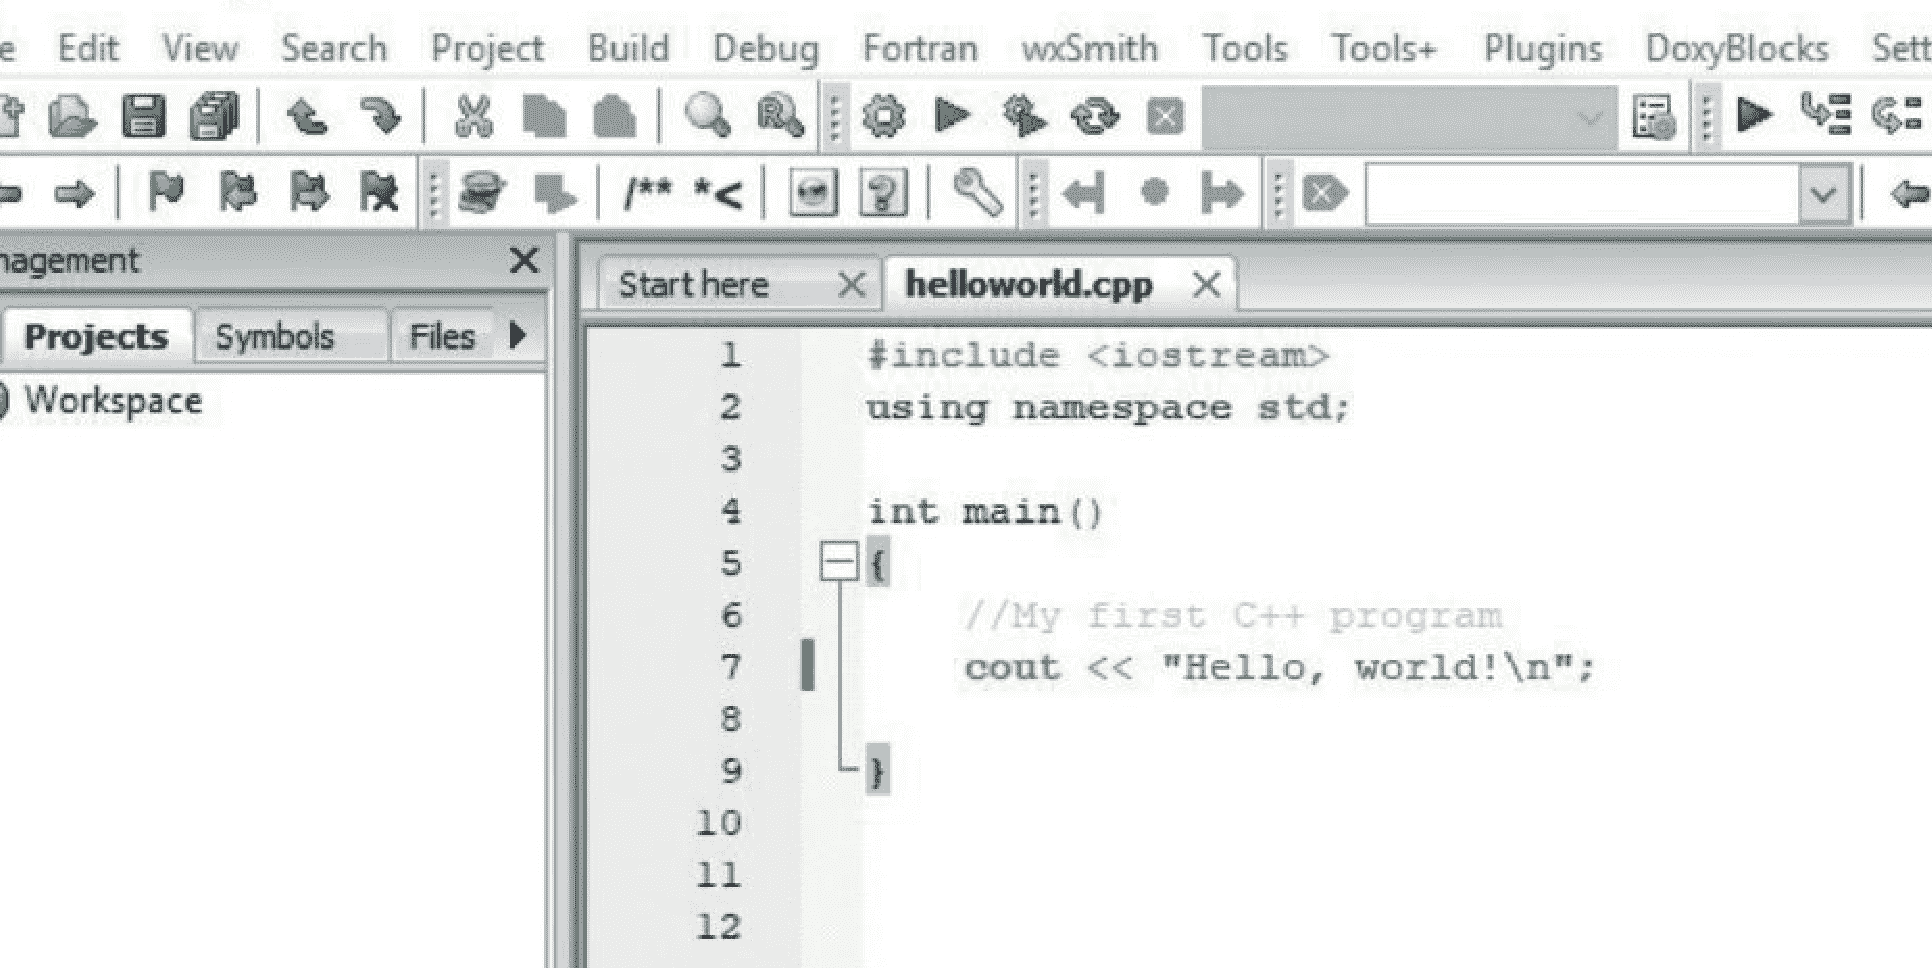 e Edit View Search Project Build Debug Fortran wxSmith Tools Tools+ Plugins DoxyBlocks Sett
/** *<
nagement
Start here helloworld.cpp
Projects Symbols Files
Workspace
1 #include <iostream>
2 using namespace std;
3
4 int main()
5 {
6 //My first C++ program
7 cout << "Hello, world!\n";
8
9 }
10
11
12